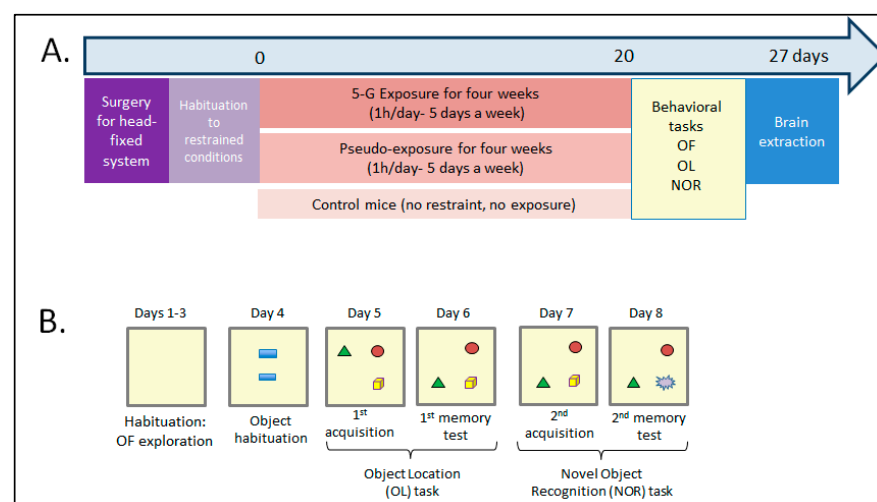 A.
0
20
27 days
Surgery
for head-
fixed
system
Habituation
to
restrained
conditions
5-G Exposure for four weeks
(1h/day- 5 days a week)
Pseudo-exposure for four weeks
(1h/day- 5 days a week)
Control mice (no restraint, no exposure)
Behavioral
tasks
OF
OL
NOR
Brain
extraction
B.
Days 1-3
Day 4
Day 5
Day 6
Day 7
Day 8
Habituation:
OF exploration
Object
habituation
1st
acquisition
1st memory
test
2nd
acquisition
2nd memory
test
Object Location
(OL) task
Novel Object
Recognition (NOR) task